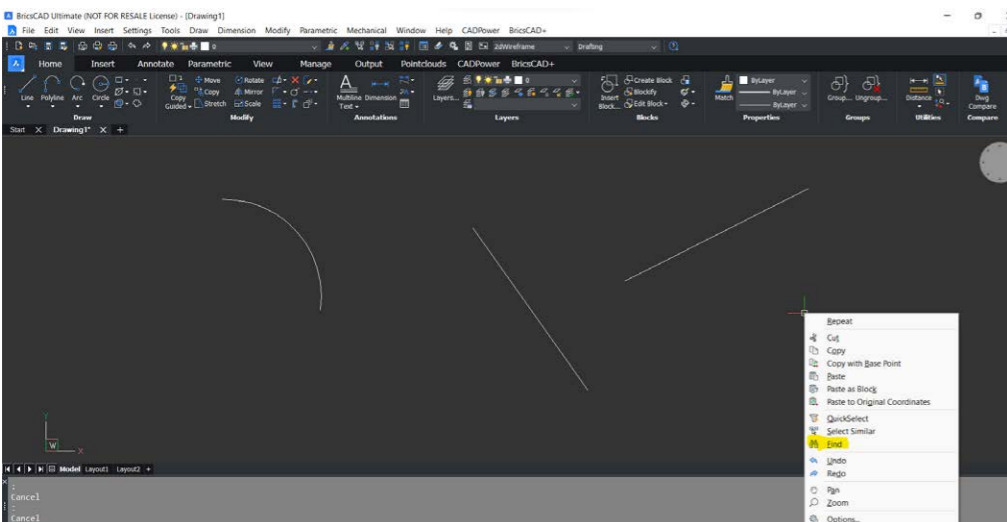 BricsCAD Ultimate (NOT FOR RESALE License) - [Drawing1]
File Edit View Insert Settings Tools Draw Dimension Modify Parametric Mechanical Window Help CADPower BricsCAD+
0 2dWireframe Drafting
Home Insert Annotate Parametric View Manage Output Pointclouds CADPower BricsCAD+
Line Polyline Arc Circle
Copy Guided Move Copy Stretch Rotate Mirror Scale
Multiline Text Dimension
Layers... 0
Insert Block... Create Block Blockify Edit Block
Match ByLayer ByLayer ByLayer
Group... Ungroup...
Distance
Dwg Compare
Draw Modify Annotations Layers Blocks Properties Groups Utilities Compare
Start X Drawing1* X +
Repeat
Cut
Copy
Copy with Base Point
Paste
Paste as Block
Paste to Original Coordinates
QuickSelect
Select Similar
Find
Undo
Redo
Pan
Zoom
Options...
Y
W X
Model Layout1 Layout2 +
:
Cancel
:
Cancel